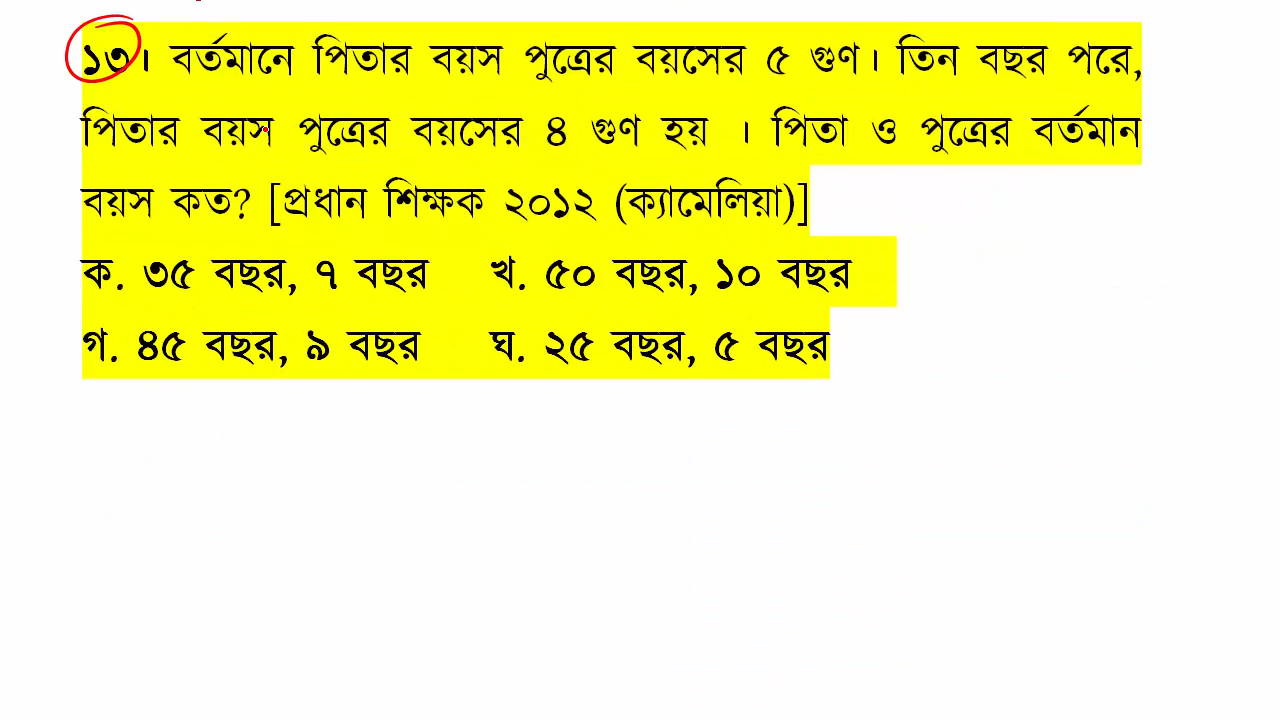 ১৩। বর্তমানে পিতার বয়স পুত্রের বয়সের ৫ গুণ। তিন বছর পরে,
পিতার বয়স পুত্রের বয়সের ৪ গুণ হয় । পিতা ও পুত্রের বর্তমান
বয়স কত? [প্রধান শিক্ষক ২০১২ (ক্যামেলিয়া)]
ক. ৩৫ বছর, ৭ বছর খ. ৫০ বছর, ১০ বছর
গ. ৪৫ বছর, ৯ বছর ঘ. ২৫ বছর, ৫ বছর